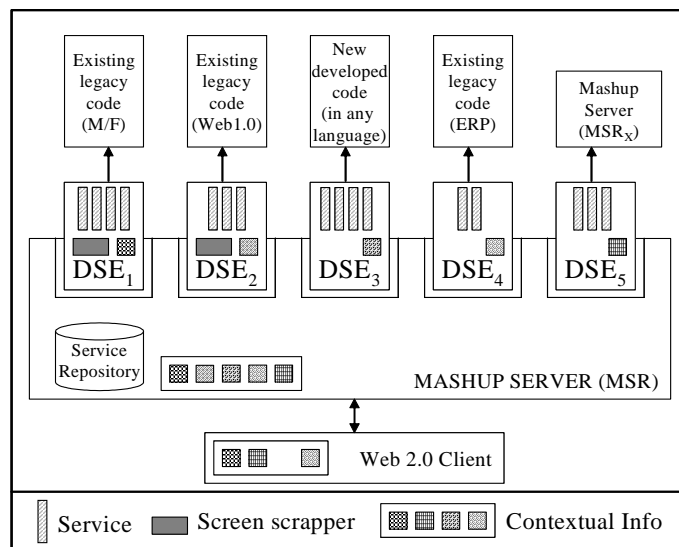 Existing
legacy
code
(M/F)
Existing
legacy
code
(Web1.0)
New
developed
code
(in any
language)
Existing
legacy
code
(ERP)
Mashup
Server
(MSRX)
DSE1
DSE2
DSE3
DSE4
DSE5
Service
Repository
MASHUP SERVER (MSR)
Web 2.0 Client
Service
Screen scrapper
Contextual Info